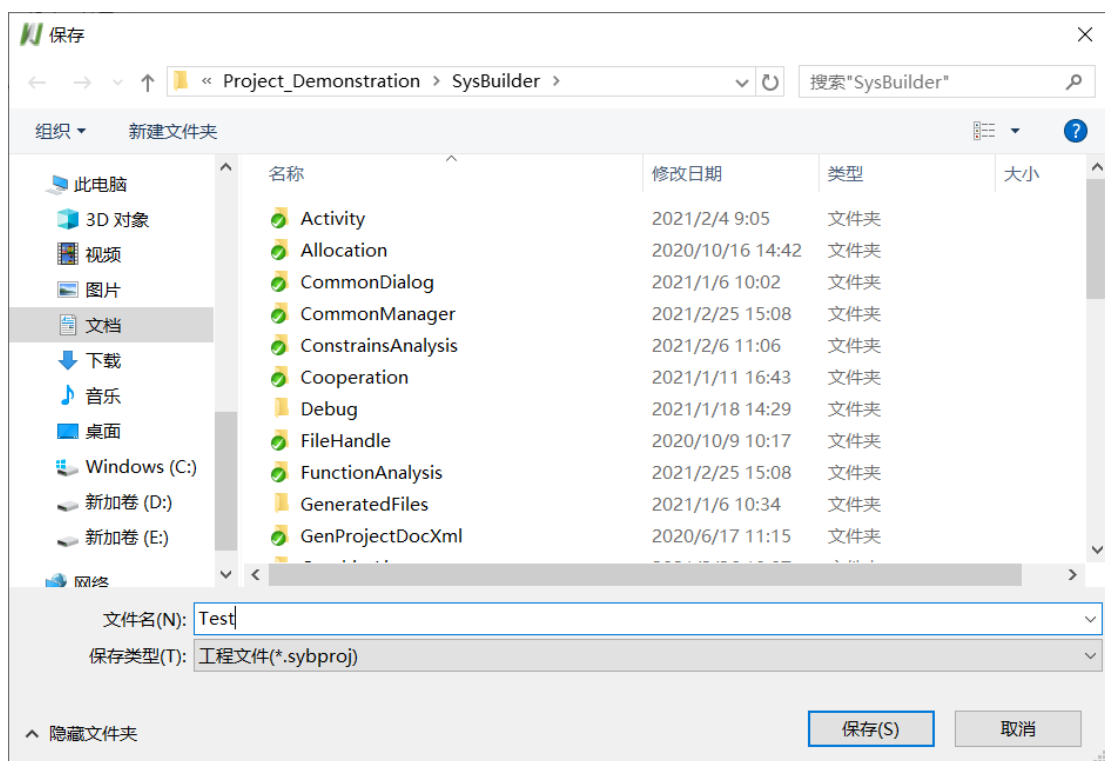 保存
« Project_Demonstration > SysBuilder >
搜索"SysBuilder"
组织 新建文件夹
名称 修改日期 类型 大小
此电脑
3D 对象
视频
图片
文档
下载
音乐
桌面
Windows (C:)
新加卷 (D:)
新加卷 (E:)
网络
Activity 2021/2/4 9:05 文件夹
Allocation 2020/10/16 14:42 文件夹
CommonDialog 2021/1/6 10:02 文件夹
CommonManager 2021/2/25 15:08 文件夹
ConstrainsAnalysis 2021/2/6 11:06 文件夹
Cooperation 2021/1/11 16:43 文件夹
Debug 2021/1/18 14:29 文件夹
FileHandle 2020/10/9 10:17 文件夹
FunctionAnalysis 2021/2/25 15:08 文件夹
GeneratedFiles 2021/1/6 10:34 文件夹
GenProjectDocXml 2020/6/17 11:15 文件夹
文件名(N): Test
保存类型(T): 工程文件(*.sybproj)
隐藏文件夹
保存(S) 取消